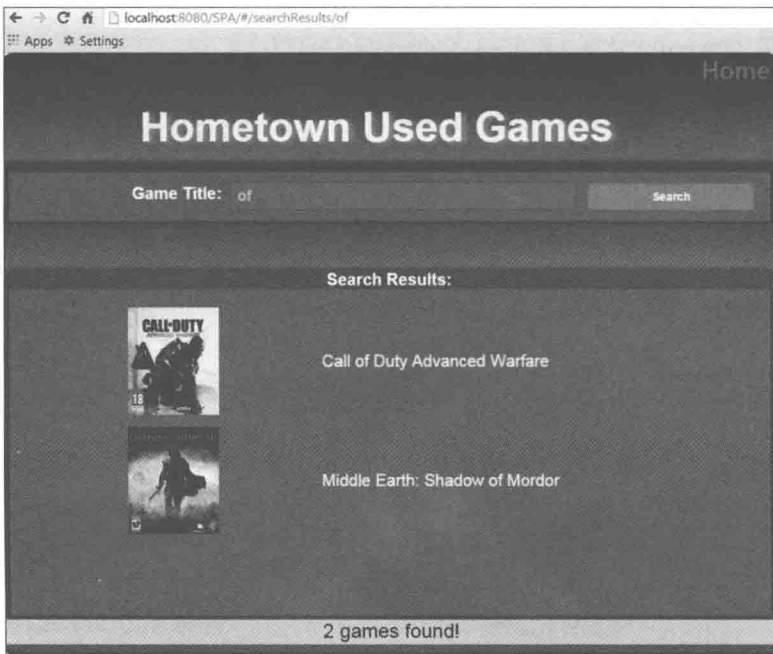 localhost:8080/SPA/#/searchResults/of
Apps Settings
Home
Hometown Used Games
Game Title: of Search
Search Results:
CALL OF DUTY
18
Call of Duty Advanced Warfare
Middle Earth: Shadow of Mordor
2 games found!